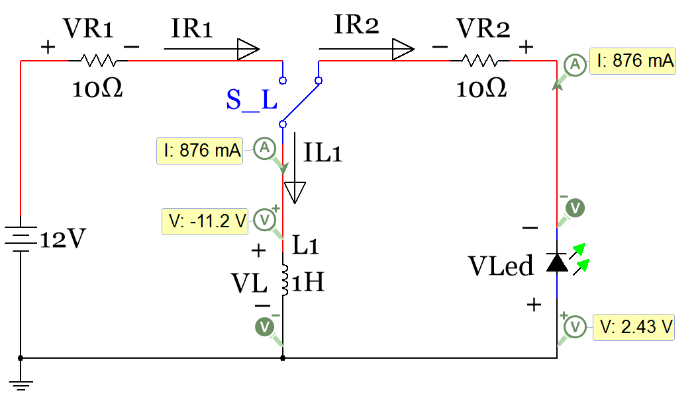 VR1
IR1
IR2
VR2
+
−
−
+
A
I: 876 mA
10Ω
10Ω
S_L
I: 876 mA
A
IL1
V: -11.2 V
V
+
−
V
12V
+
L1
−
VL
1H
VLed
−
V
+
+
V
V: 2.43 V
−